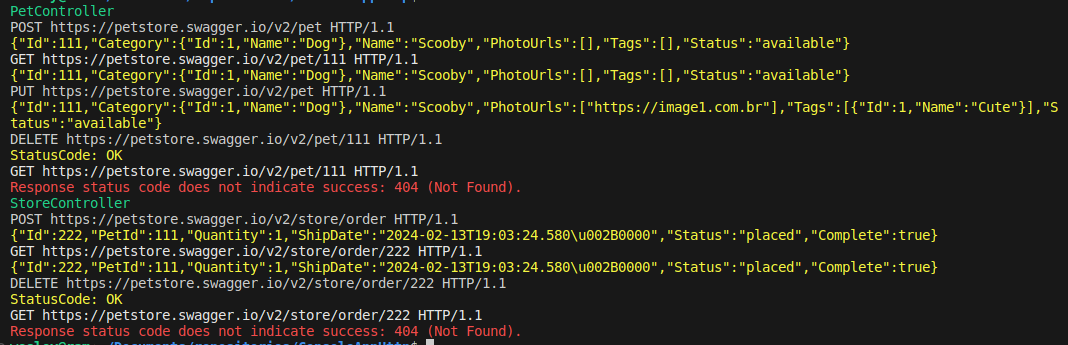 PetController
POST https://petstore.swagger.io/v2/pet HTTP/1.1
{"Id":111,"Category":{"Id":1,"Name":"Dog"},"Name":"Scooby","PhotoUrls":[],"Tags":[],"Status":"available"}
GET https://petstore.swagger.io/v2/pet/111 HTTP/1.1
{"Id":111,"Category":{"Id":1,"Name":"Dog"},"Name":"Scooby","PhotoUrls":[],"Tags":[],"Status":"available"}
PUT https://petstore.swagger.io/v2/pet HTTP/1.1
{"Id":111,"Category":{"Id":1,"Name":"Dog"},"Name":"Scooby","PhotoUrls":["https://image1.com.br"],"Tags":[{"Id":1,"Name":"Cute"}],"S
tatus":"available"}
DELETE https://petstore.swagger.io/v2/pet/111 HTTP/1.1
StatusCode: OK
GET https://petstore.swagger.io/v2/pet/111 HTTP/1.1
Response status code does not indicate success: 404 (Not Found).
StoreController
POST https://petstore.swagger.io/v2/store/order HTTP/1.1
{"Id":222,"PetId":111,"Quantity":1,"ShipDate":"2024-02-13T19:03:24.580\u002B0000","Status":"placed","Complete":true}
GET https://petstore.swagger.io/v2/store/order/222 HTTP/1.1
{"Id":222,"PetId":111,"Quantity":1,"ShipDate":"2024-02-13T19:03:24.580\u002B0000","Status":"placed","Complete":true}
DELETE https://petstore.swagger.io/v2/store/order/222 HTTP/1.1
StatusCode: OK
GET https://petstore.swagger.io/v2/store/order/222 HTTP/1.1
Response status code does not indicate success: 404 (Not Found).